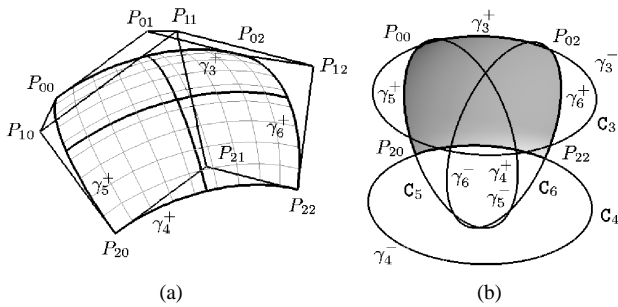 P₀₁ P₁₁
P₀₂
γ₃⁺
P₁₂
P₀₀
P₁₀
γ₆⁺
P₂₁
γ₅⁺
γ₄⁺
P₂₂
P₂₀
(a)
γ₃⁺
P₀₀ P₀₂
γ₃⁻
γ₅⁺ γ₆⁺
C₃
P₂₀ P₂₂
C₅ γ₆⁻ γ₄⁺ C₆
γ₅⁻
C₄
γ₄⁻
(b)